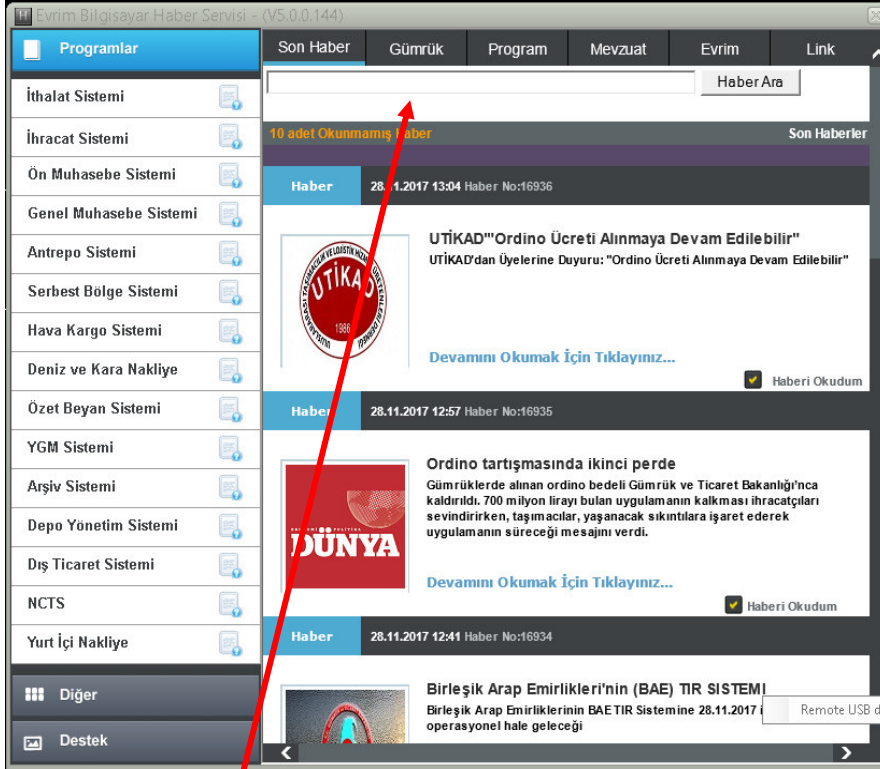 Evrim Bilgisayar Haber Servisi - (V5.0.0.144)
Programlar
İthalat Sistemi
İhracat Sistemi
Ön Muhasebe Sistemi
Genel Muhasebe Sistemi
Antrepo Sistemi
Serbest Bölge Sistemi
Hava Kargo Sistemi
Deniz ve Kara Nakliye
Özet Beyan Sistemi
YGM Sistemi
Arşiv Sistemi
Depo Yönetim Sistemi
Dış Ticaret Sistemi
NCTS
Yurt İçi Nakliye
Diğer
Destek
Son Haber Gümrük Program Mevzuat Evrim Link
Haber Ara
10 adet Okunmamış Haber Son Haberler
Haber 28.11.2017 13:04 Haber No:16936
UTİKAD
1986
UTİKAD'"Ordino Ücreti Alınmaya Devam Edilebilir"
UTİKAD'dan Üyelerine Duyuru: "Ordino Ücreti Alınmaya Devam Edilebilir"
Devamını Okumak İçin Tıklayınız...
Haberi Okudum
Haber 28.11.2017 12:57 Haber No:16935
DÜNYA
Ordino tartışmasında ikinci perde
Gümrüklerde alınan ordino bedeli Gümrük ve Ticaret Bakanlığı'nca
kaldırıldı. 700 milyon lirayı bulan uygulamanın kalkması ihracatçıları
sevindirirken, taşımacılar, yaşanacak sıkıntılara işaret ederek
uygulamanın süreceği mesajını verdi.
Devamını Okumak İçin Tıklayınız...
Haberi Okudum
Haber 28.11.2017 12:41 Haber No:16934
Birleşik Arap Emirlikleri'nin (BAE) TIR SISTEMI
Birleşik Arap Emirliklerinin BAE TIR Sistemine 28.11.2017
operasyonel hale geleceği
Remote USB